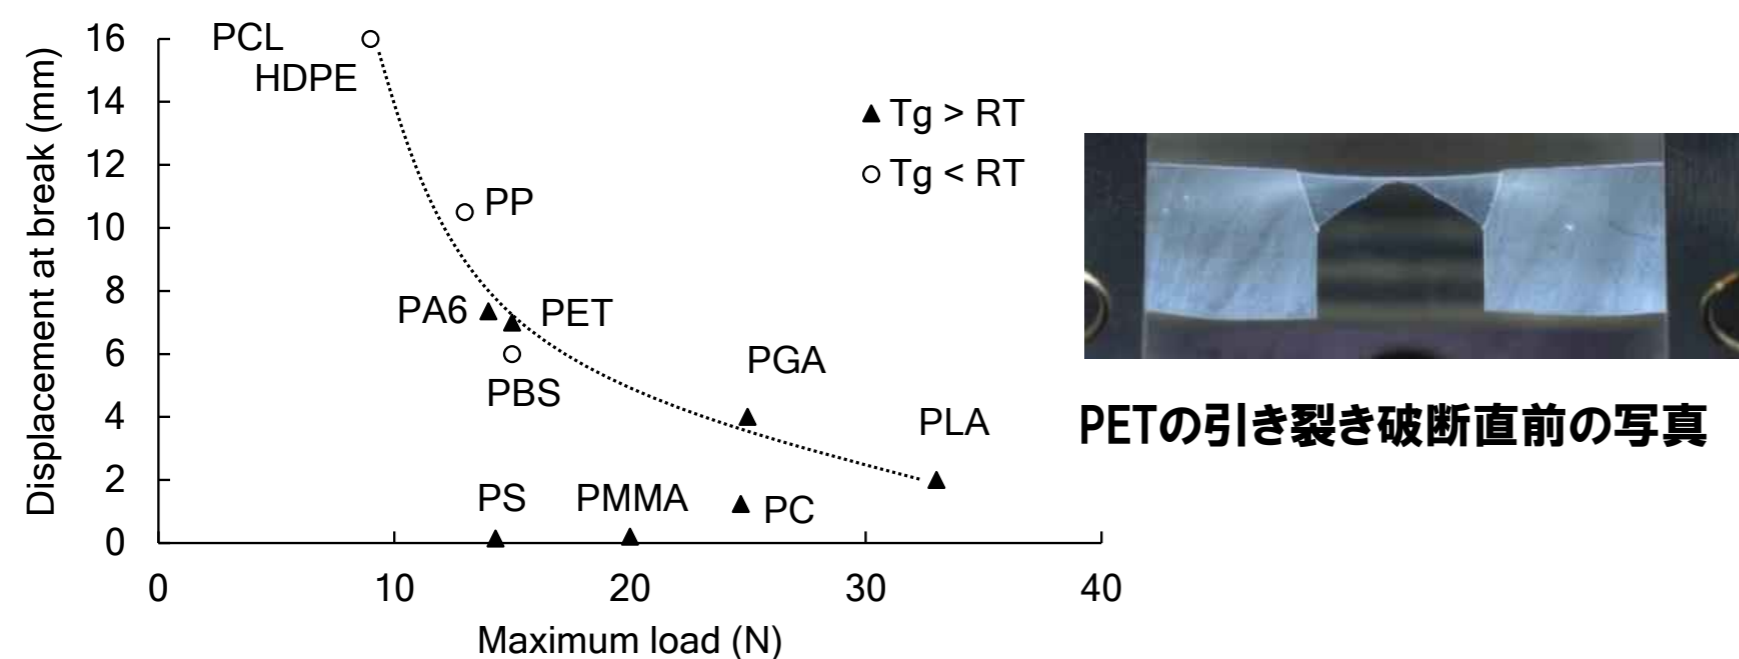 Displacement at break (mm)
16
14
12
10
8
6
4
2
0
PCL
HDPE
▲ Tg > RT
○ Tg < RT
PP
PA6
PET
PBS
PGA
PLA
PS
PMMA
PC
0 10 20 30 40
Maximum load (N)
PETの引き裂き破断直前の写真